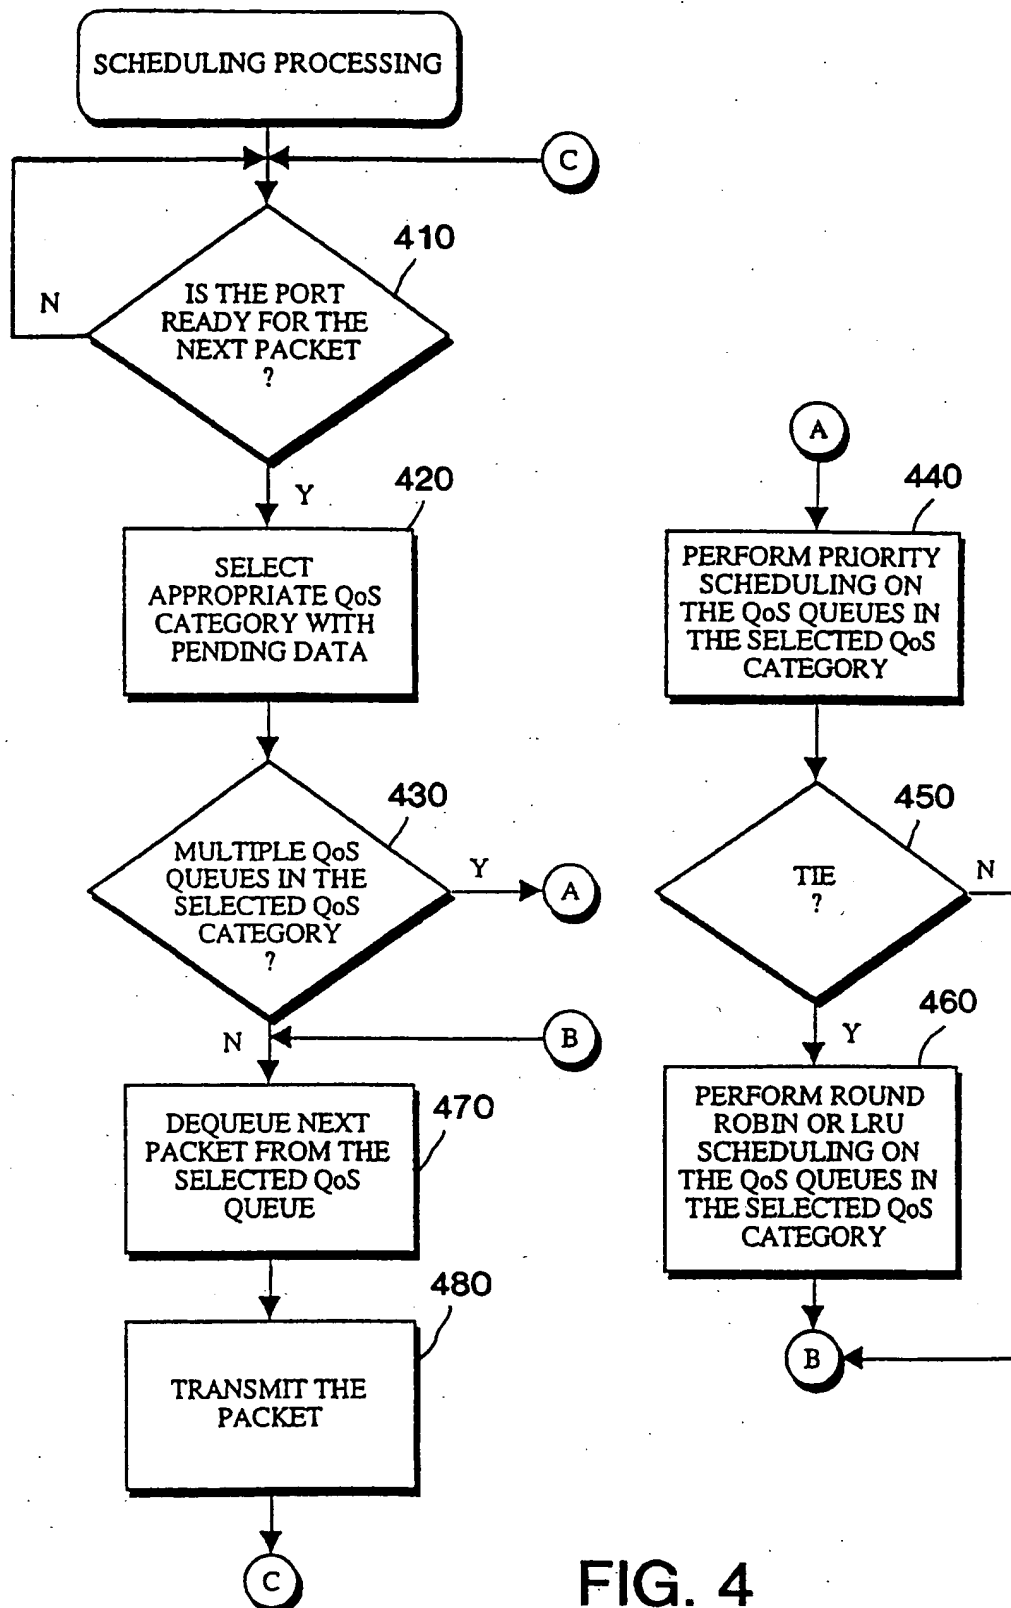 SCHEDULING PROCESSING
C
410
N
IS THE PORT
READY FOR THE
NEXT PACKET
?
Y
420
SELECT
APPROPRIATE QoS
CATEGORY WITH
PENDING DATA
430
MULTIPLE QoS
QUEUES IN THE
SELECTED QoS
CATEGORY
?
Y
A
N
B
470
DEQUEUE NEXT
PACKET FROM THE
SELECTED QoS
QUEUE
480
TRANSMIT THE
PACKET
C
A
440
PERFORM PRIORITY
SCHEDULING ON
THE QoS QUEUES IN
THE SELECTED QoS
CATEGORY
450
TIE
?
N
Y
460
PERFORM ROUND
ROBIN OR LRU
SCHEDULING ON
THE QoS QUEUES IN
THE SELECTED QoS
CATEGORY
B
FIG. 4